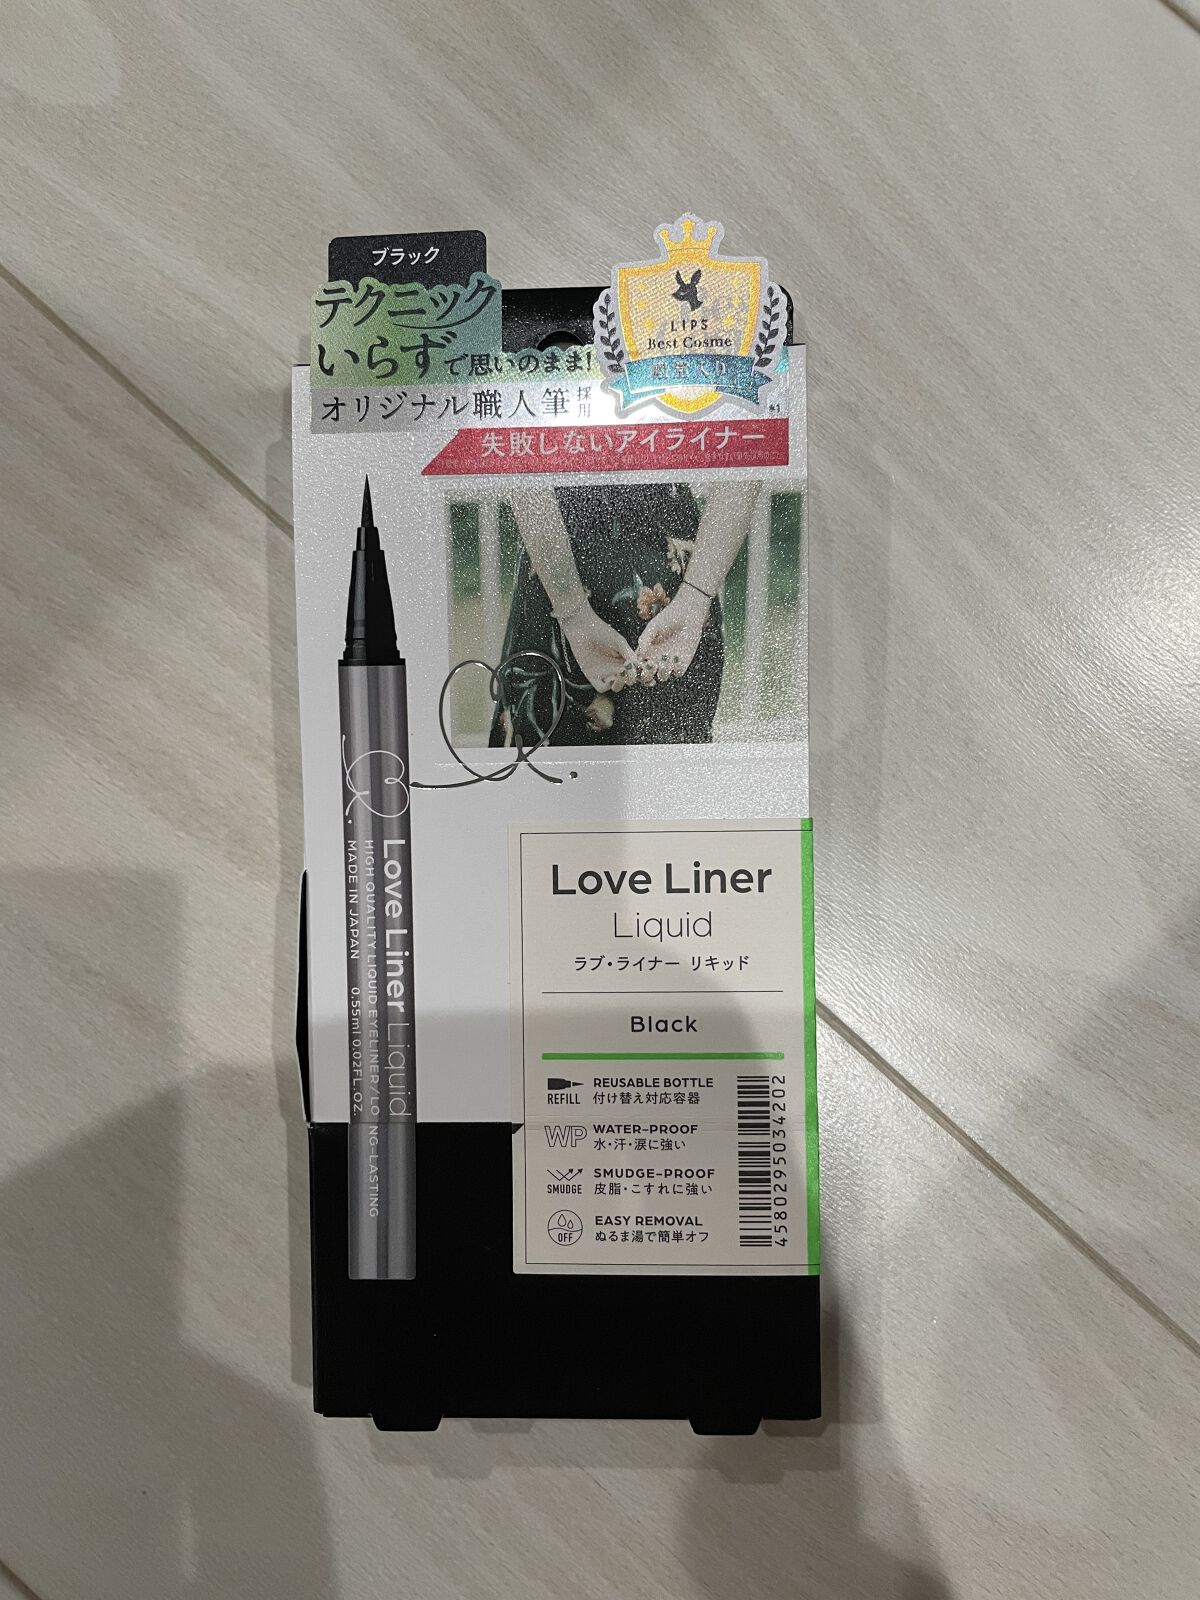 ブラック
テクニック
いらずで思いのまま!
オリジナル職人筆採用
LIPS
Best Cosme
殿堂入り
*1
失敗しないアイライナー
Love Liner Liquid
HIGH QUALITY LIQUID EYELINER/LONG-LASTING
MADE IN JAPAN 0.55ml 0.02FL.OZ.
Love Liner
Liquid
ラブ・ライナー リキッド
Black
REFILL
REUSABLE BOTTLE
付け替え対応容器
WP
WATER-PROOF
水・汗・涙に強い
SMUDGE
SMUDGE-PROOF
皮脂・こすれに強い
OFF
EASY REMOVAL
ぬるま湯で簡単オフ
4580295034202